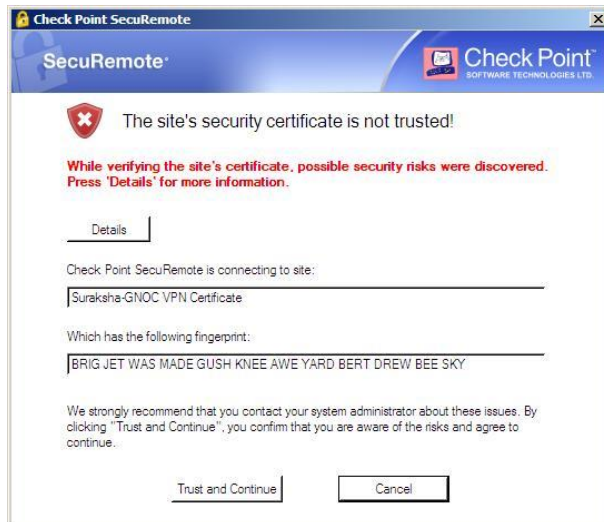 Check Point SecuRemote
SecuRemote
Check Point
SOFTWARE TECHNOLOGIES LTD.
The site's security certificate is not trusted!
While verifying the site's certificate, possible security risks were discovered.
Press 'Details' for more information.
Details
Check Point SecuRemote is connecting to site:
Suraksha-GNOC VPN Certificate
Which has the following fingerprint:
BRIG JET WAS MADE GUSH KNEE AWE YARD BERT DREW BEE SKY
We strongly recommend that you contact your system administrator about these issues. By
clicking "Trust and Continue", you confirm that you are aware of the risks and agree to
continue.
Trust and Continue
Cancel